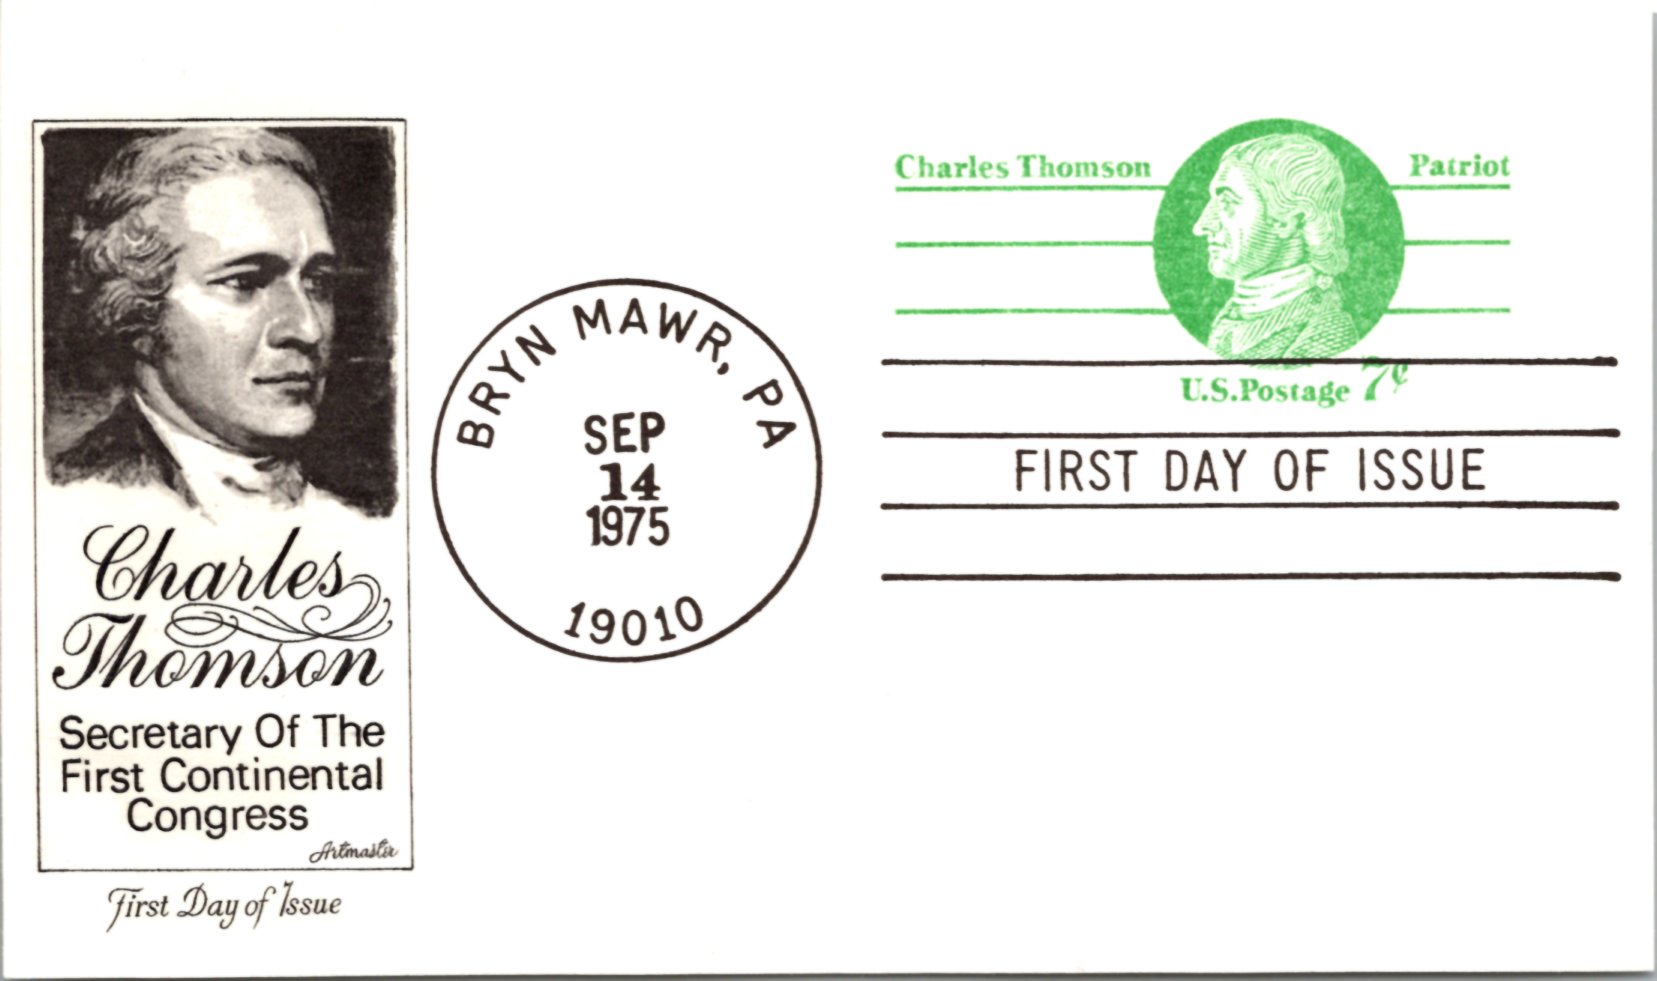 Charles
Thomson
Secretary Of The
First Continental
Congress
Artmaster
First Day of Issue
BRYN MAWR, PA
SEP
14
1975
19010
Charles Thomson Patriot
U.S.Postage 7¢
FIRST DAY OF ISSUE